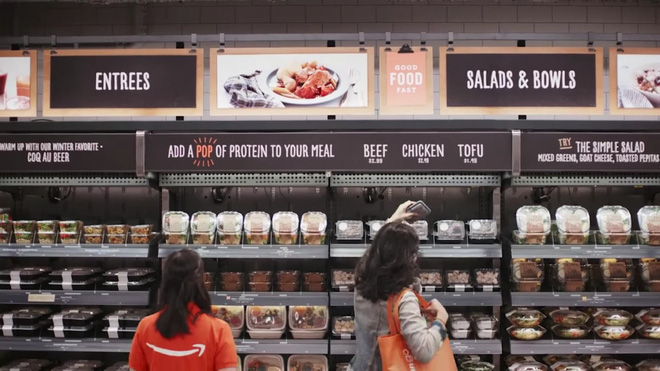 ENTREES
GOOD
FOOD
FAST
SALADS & BOWLS
WARM UP WITH OUR WINTER FAVORITE •
COQ AU BEER
ADD A POP OF PROTEIN TO YOUR MEAL
BEEF CHICKEN TOFU
TRY THE SIMPLE SALAD
MIXED GREENS, GOAT CHEESE, TOASTED PEPITAS